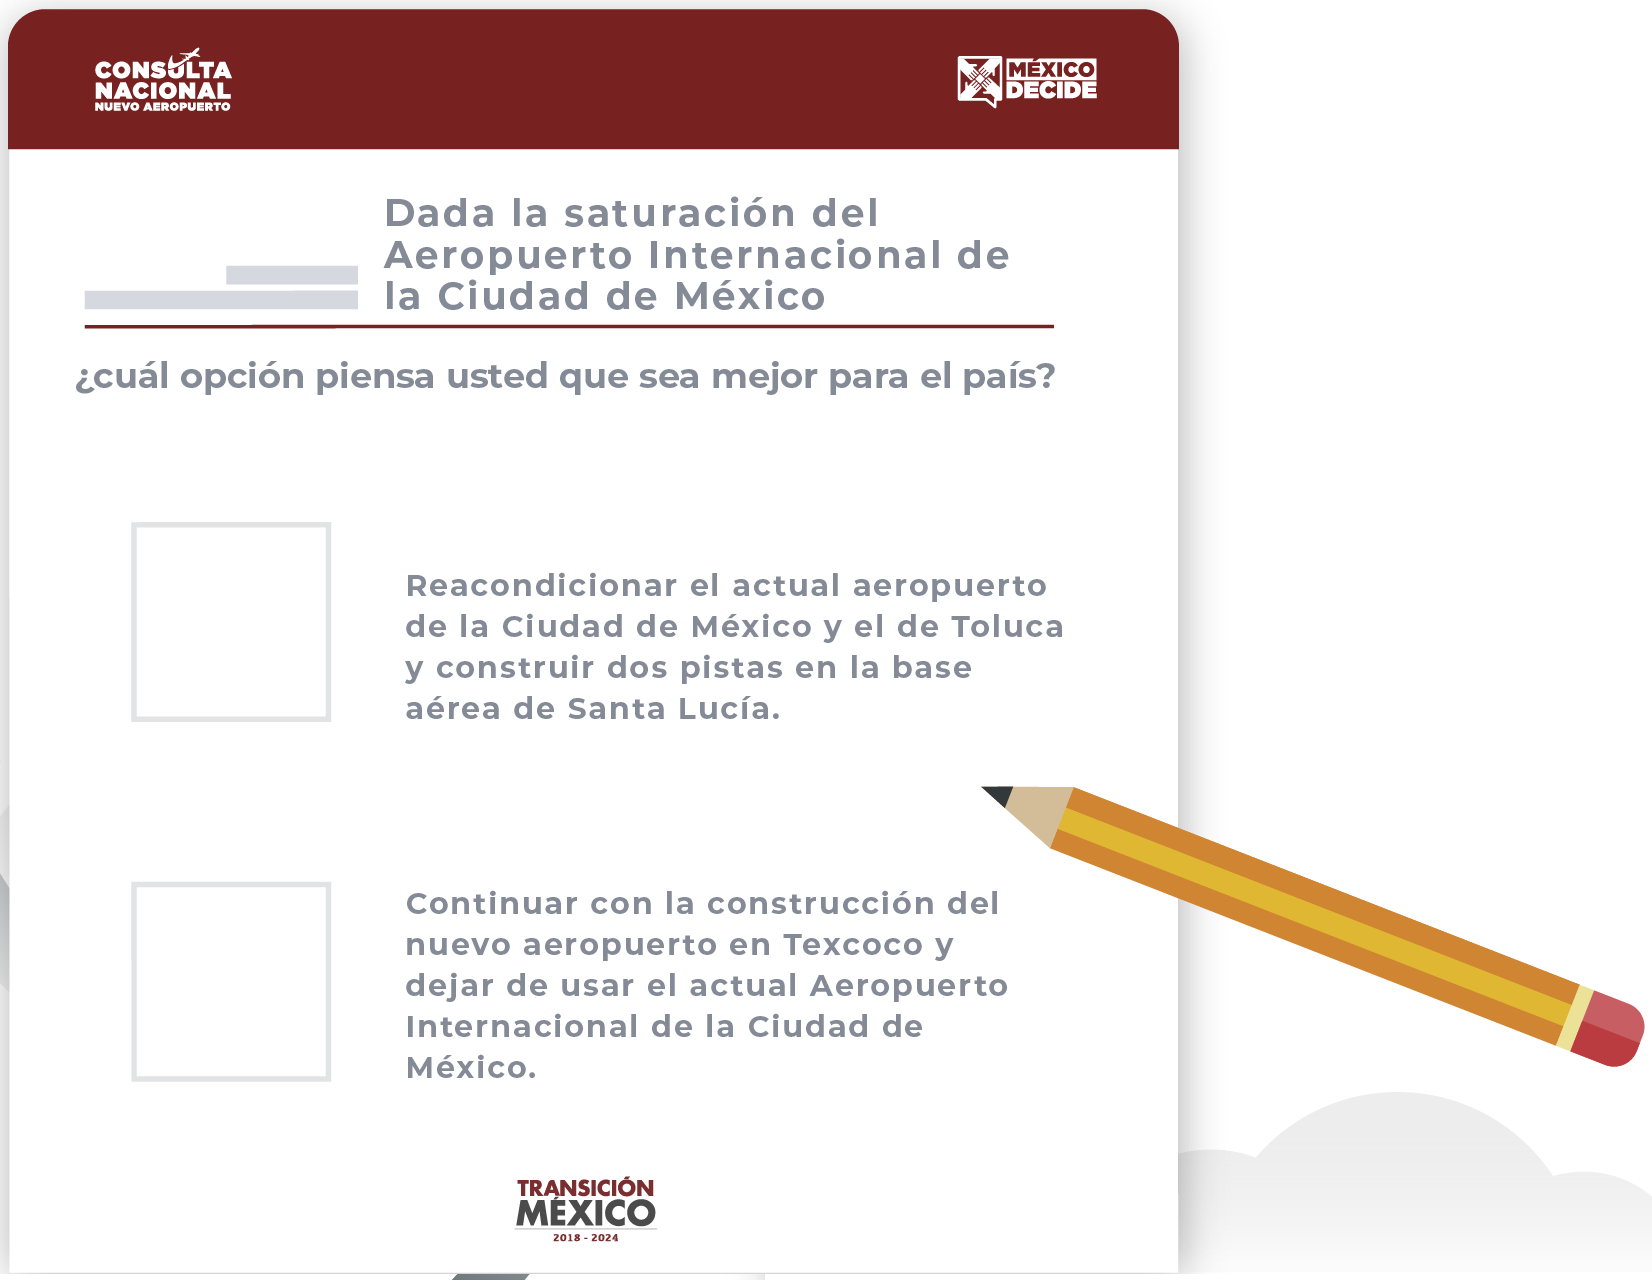 CONSULTA
NACIONAL
NUEVO AEROPUERTO
MÉXICO
DECIDE
Dada la saturación del
Aeropuerto Internacional de
la Ciudad de México
¿cuál opción piensa usted que sea mejor para el país?
Reacondicionar el actual aeropuerto
de la Ciudad de México y el de Toluca
y construir dos pistas en la base
aérea de Santa Lucía.
Continuar con la construcción del
nuevo aeropuerto en Texcoco y
dejar de usar el actual Aeropuerto
Internacional de la Ciudad de
México.
TRANSICIÓN
MÉXICO
2018 - 2024